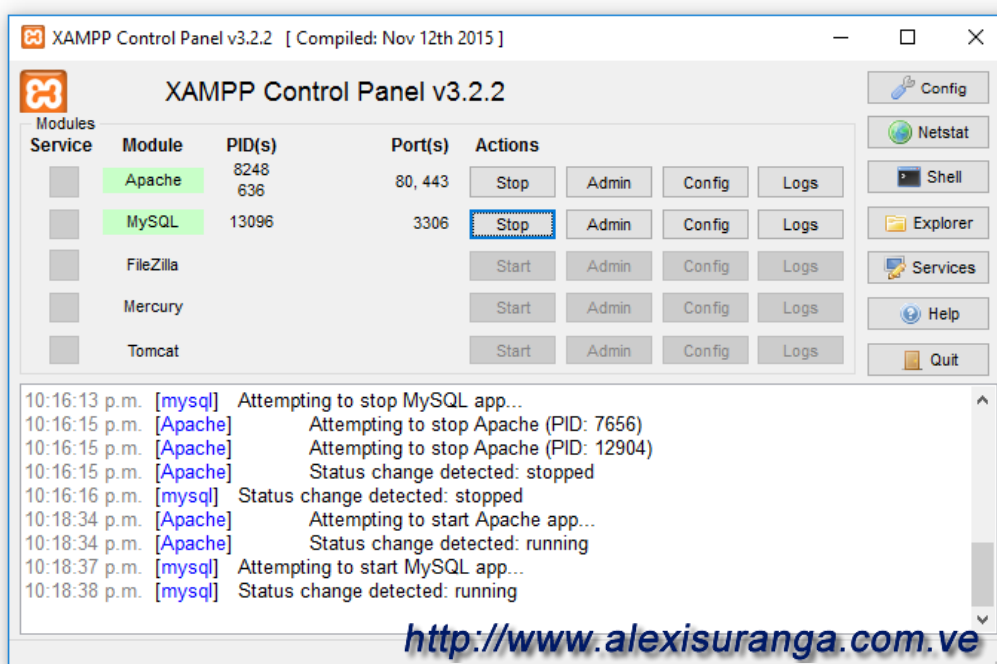 XAMPP Control Panel v3.2.2 [ Compiled: Nov 12th 2015 ]
XAMPP Control Panel v3.2.2
Config
Modules
Service Module PID(s) Port(s) Actions
Netstat
Apache 8248 636 80, 443 Stop Admin Config Logs
Shell
MySQL 13096 3306 Stop Admin Config Logs
Explorer
FileZilla Start Admin Config Logs
Services
Mercury Start Admin Config Logs
Help
Tomcat Start Admin Config Logs
Quit
10:16:13 p.m. [mysql] Attempting to stop MySQL app...
10:16:15 p.m. [Apache] Attempting to stop Apache (PID: 7656)
10:16:15 p.m. [Apache] Attempting to stop Apache (PID: 12904)
10:16:15 p.m. [Apache] Status change detected: stopped
10:16:16 p.m. [mysql] Status change detected: stopped
10:18:34 p.m. [Apache] Attempting to start Apache app...
10:18:34 p.m. [Apache] Status change detected: running
10:18:37 p.m. [mysql] Attempting to start MySQL app...
10:18:38 p.m. [mysql] Status change detected: running
http://www.alexisuranga.com.ve